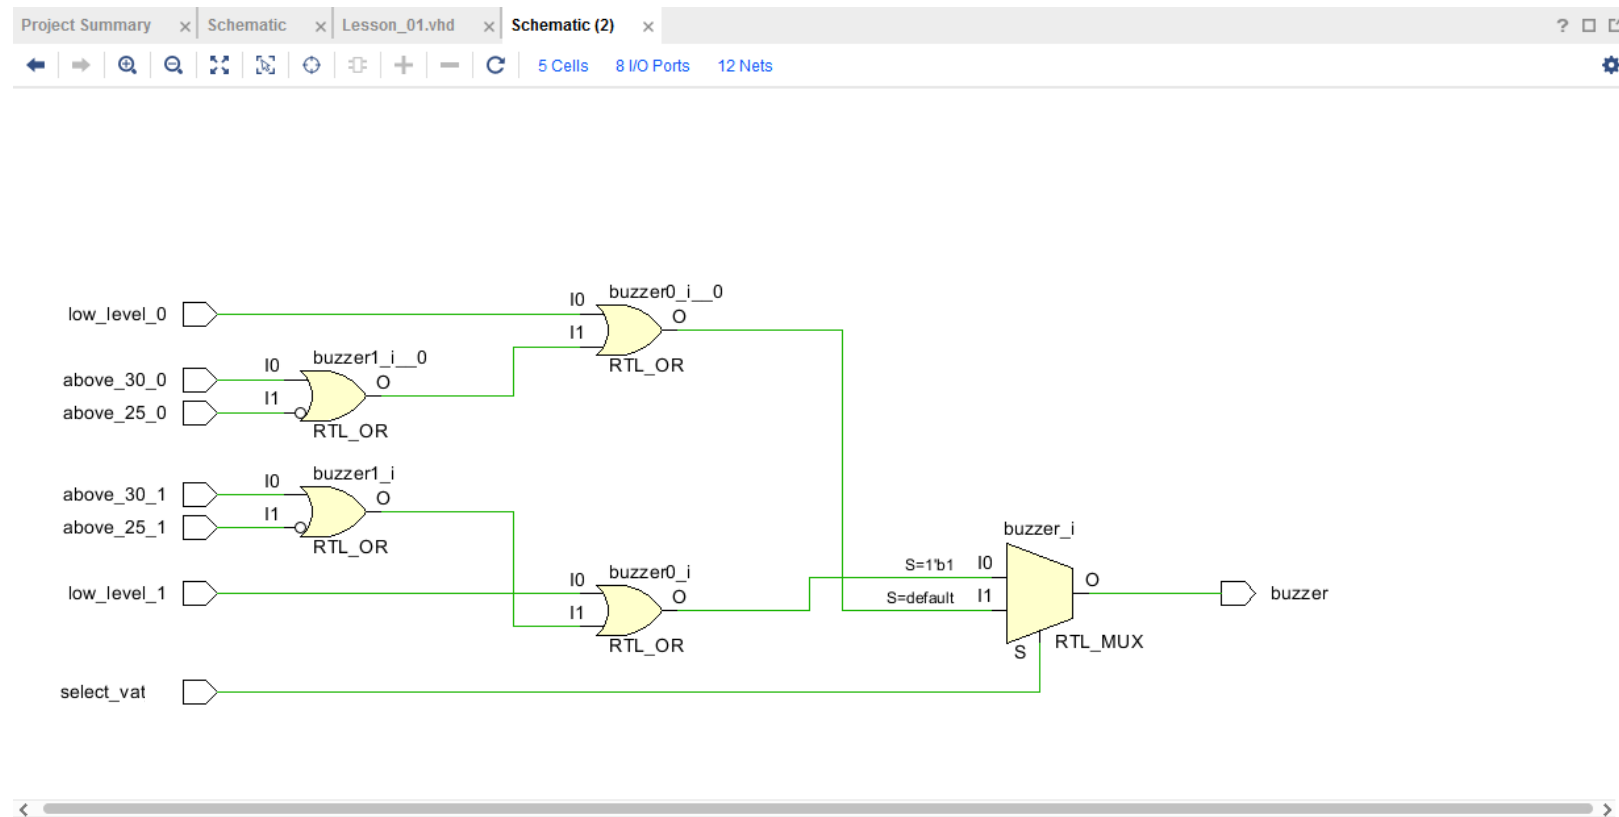 Project Summary Schematic Lesson_01.vhd Schematic (2)
5 Cells 8 I/O Ports 12 Nets
buzzer0_i__0
low_level_0
I0
O
I1
RTL_OR
buzzer1_i__0
above_30_0
I0
O
above_25_0
I1
RTL_OR
buzzer1_i
above_30_1
I0
O
above_25_1
I1
RTL_OR
buzzer0_i
low_level_1
I0
O
I1
RTL_OR
buzzer_i
S=1'b1 I0
S=default I1
O
buzzer
S
RTL_MUX
select_vat